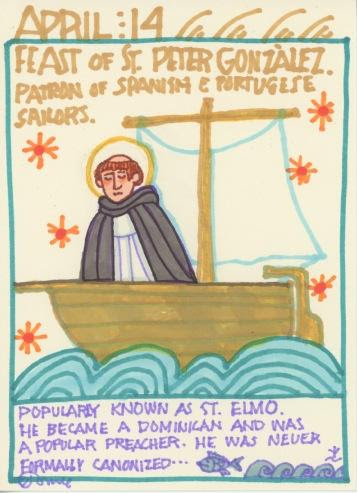 APRIL:14
FEAST OF ST. PETER GONZÀLEZ.
PATRON OF SPANISH & PORTUGESE
SAILORS.
POPULARLY KNOWN AS ST. ELMO.
HE BECAME A DOMINICAN AND WAS
A POPULAR PREACHER. HE WAS NEVER
FORMALLY CANONIZED...